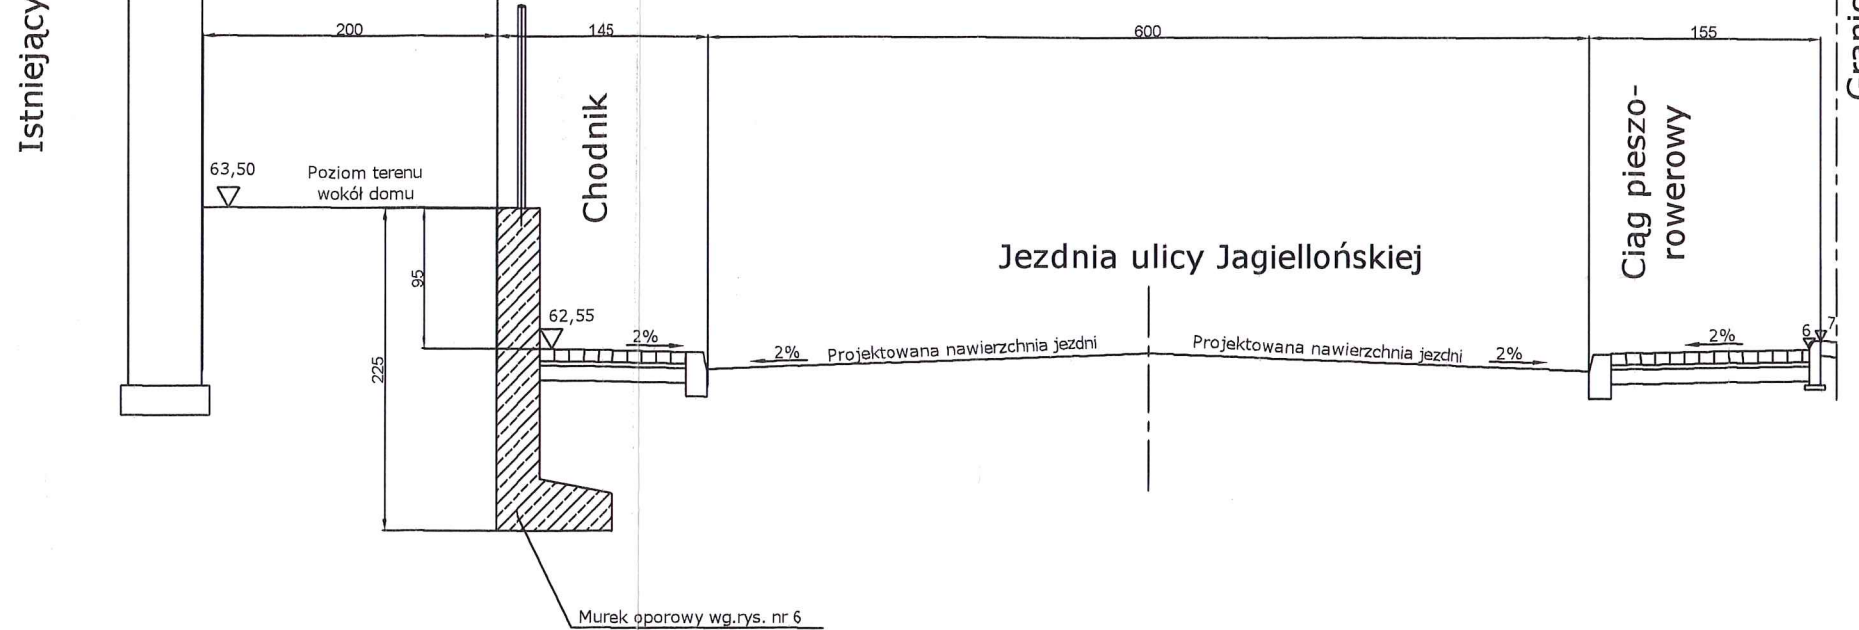 Istniejący
200
145
600
155
Chodnik
Ciąg pieszo-
rowerowy
63,50
Poziom terenu
wokół domu
Jezdnia ulicy Jagiellońskiej
95
225
62,55
2%
2%
Projektowana nawierzchnia jezdni
Projektowana nawierzchnia jezdni
2%
2%
6
7
Murek oporowy wg.rys. nr 6